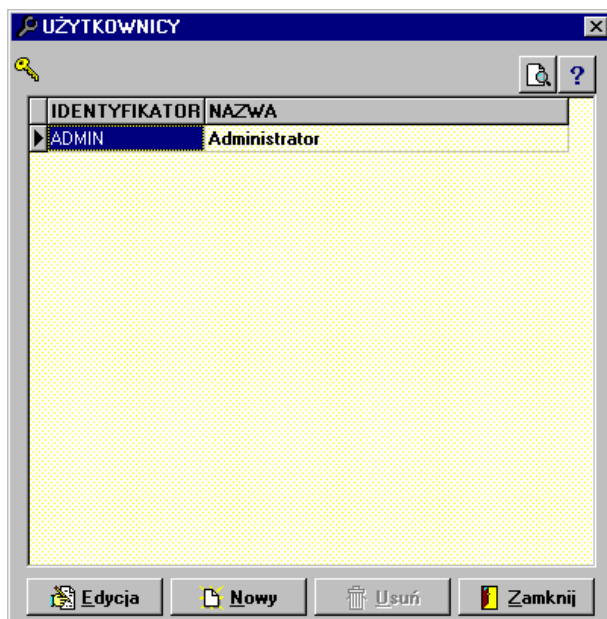 UŻYTKOWNICY
?
IDENTYFIKATOR NAZWA
ADMIN Administrator
Edycja Nowy Usuń Zamknij